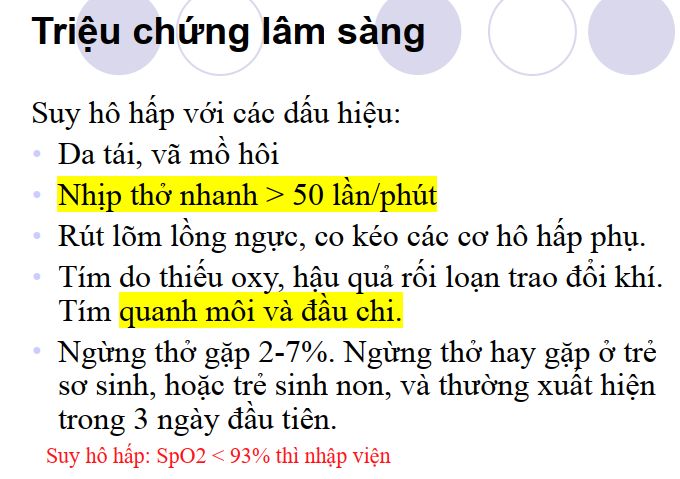 Triệu chứng lâm sàng
Suy hô hấp với các dấu hiệu:
• Da tái, vã mồ hôi
• Nhịp thở nhanh > 50 lần/phút
• Rút lõm lồng ngực, co kéo các cơ hô hấp phụ.
• Tím do thiếu oxy, hậu quả rối loạn trao đổi khí.
Tím quanh môi và đầu chi.
• Ngừng thở gặp 2-7%. Ngừng thở hay gặp ở trẻ
sơ sinh, hoặc trẻ sinh non, và thường xuất hiện
trong 3 ngày đầu tiên.
Suy hô hấp: SpO2 < 93% thì nhập viện